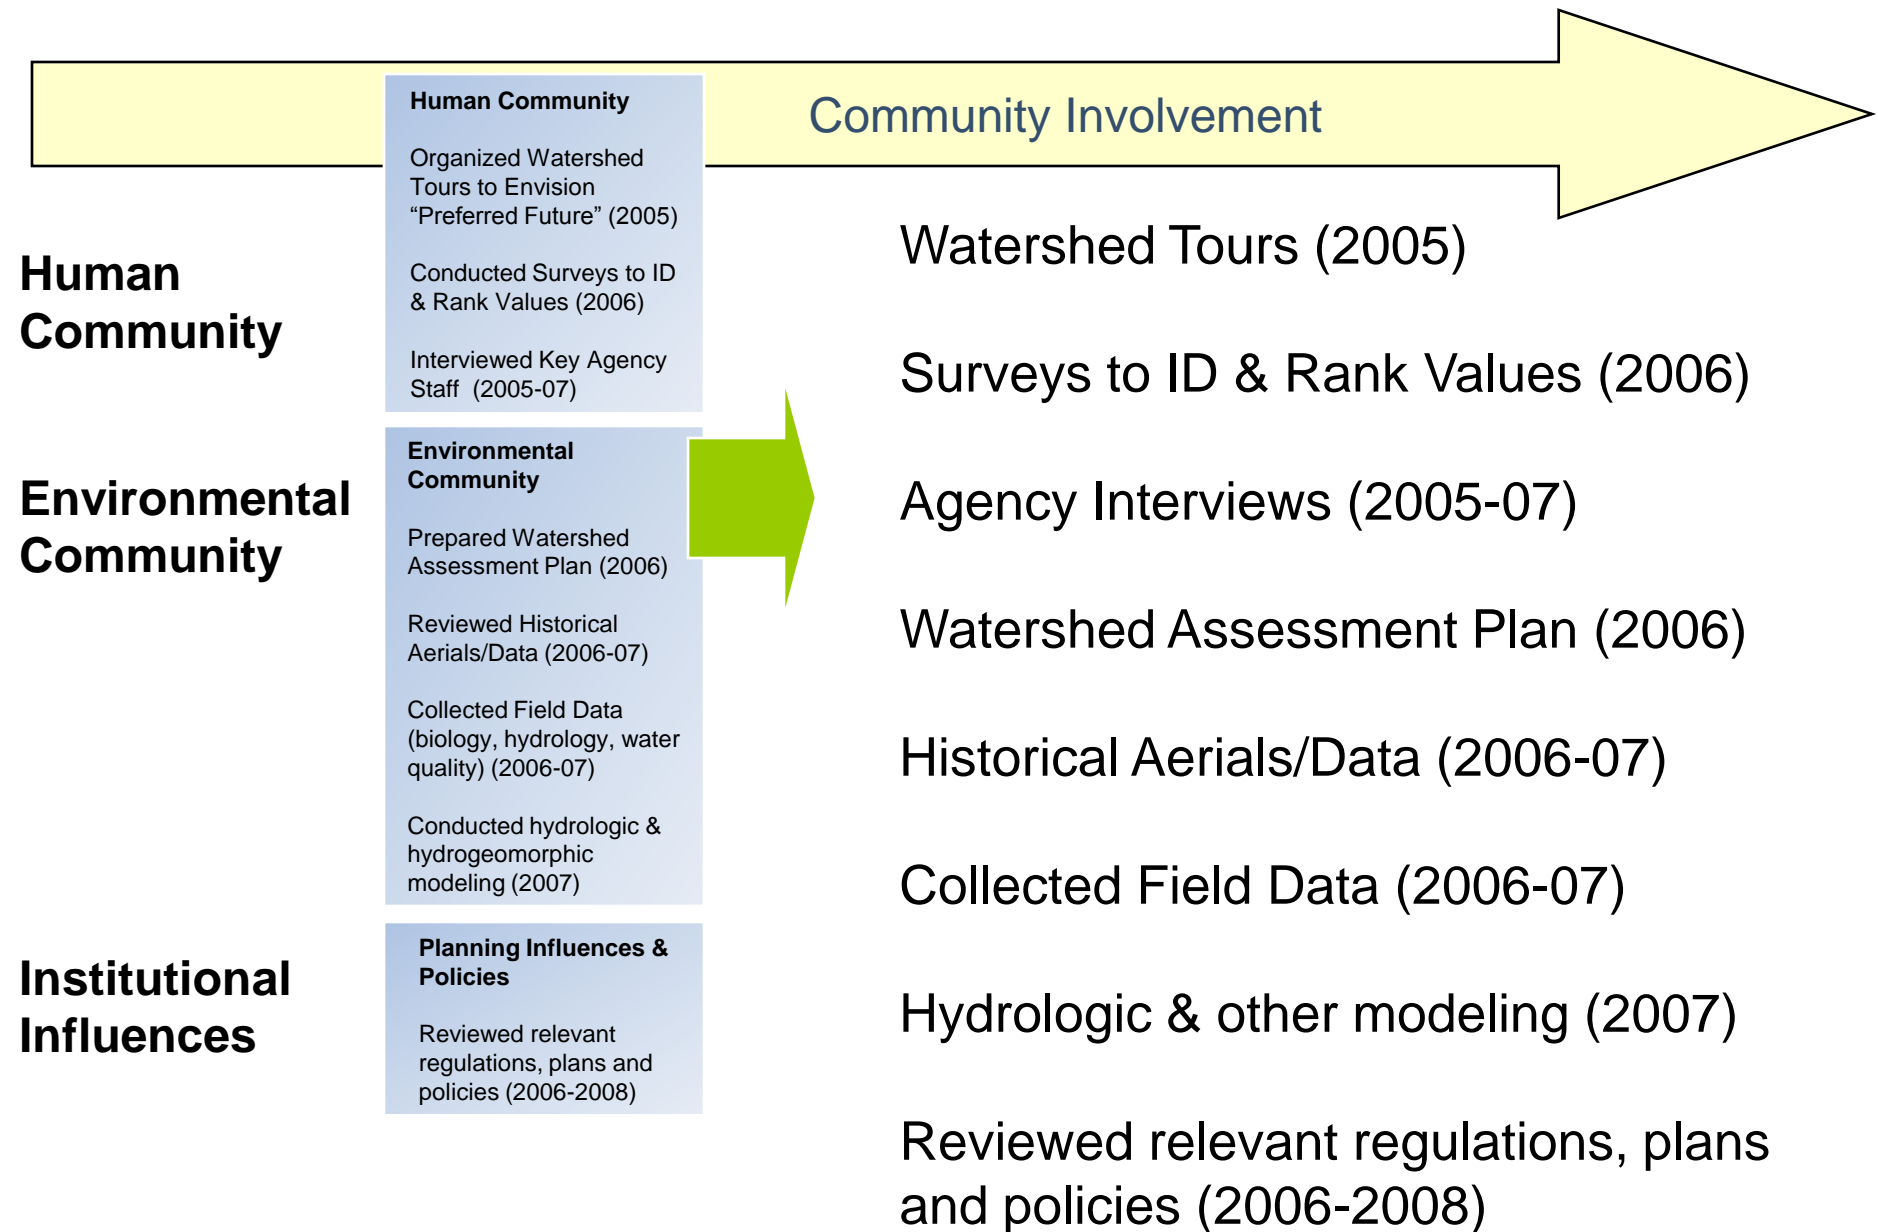 Community Involvement
Human
Community
Environmental
Community
Institutional
Influences
Human Community
Organized Watershed
Tours to Envision
“Preferred Future” (2005)
Conducted Surveys to ID
& Rank Values (2006)
Interviewed Key Agency
Staff  (2005-07)
Environmental
Community
Prepared Watershed
Assessment Plan (2006)
Reviewed Historical
Aerials/Data (2006-07)
Collected Field Data
(biology, hydrology, water
quality) (2006-07)
Conducted hydrologic &
hydrogeomorphic
modeling (2007)
Planning Influences &
Policies
Reviewed relevant
regulations, plans and
policies (2006-2008)
Watershed Tours (2005)
Surveys to ID & Rank Values (2006)
Agency Interviews (2005-07)
Watershed Assessment Plan (2006)
Historical Aerials/Data (2006-07)
Collected Field Data (2006-07)
Hydrologic & other modeling (2007)
Reviewed relevant regulations, plans
and policies (2006-2008)